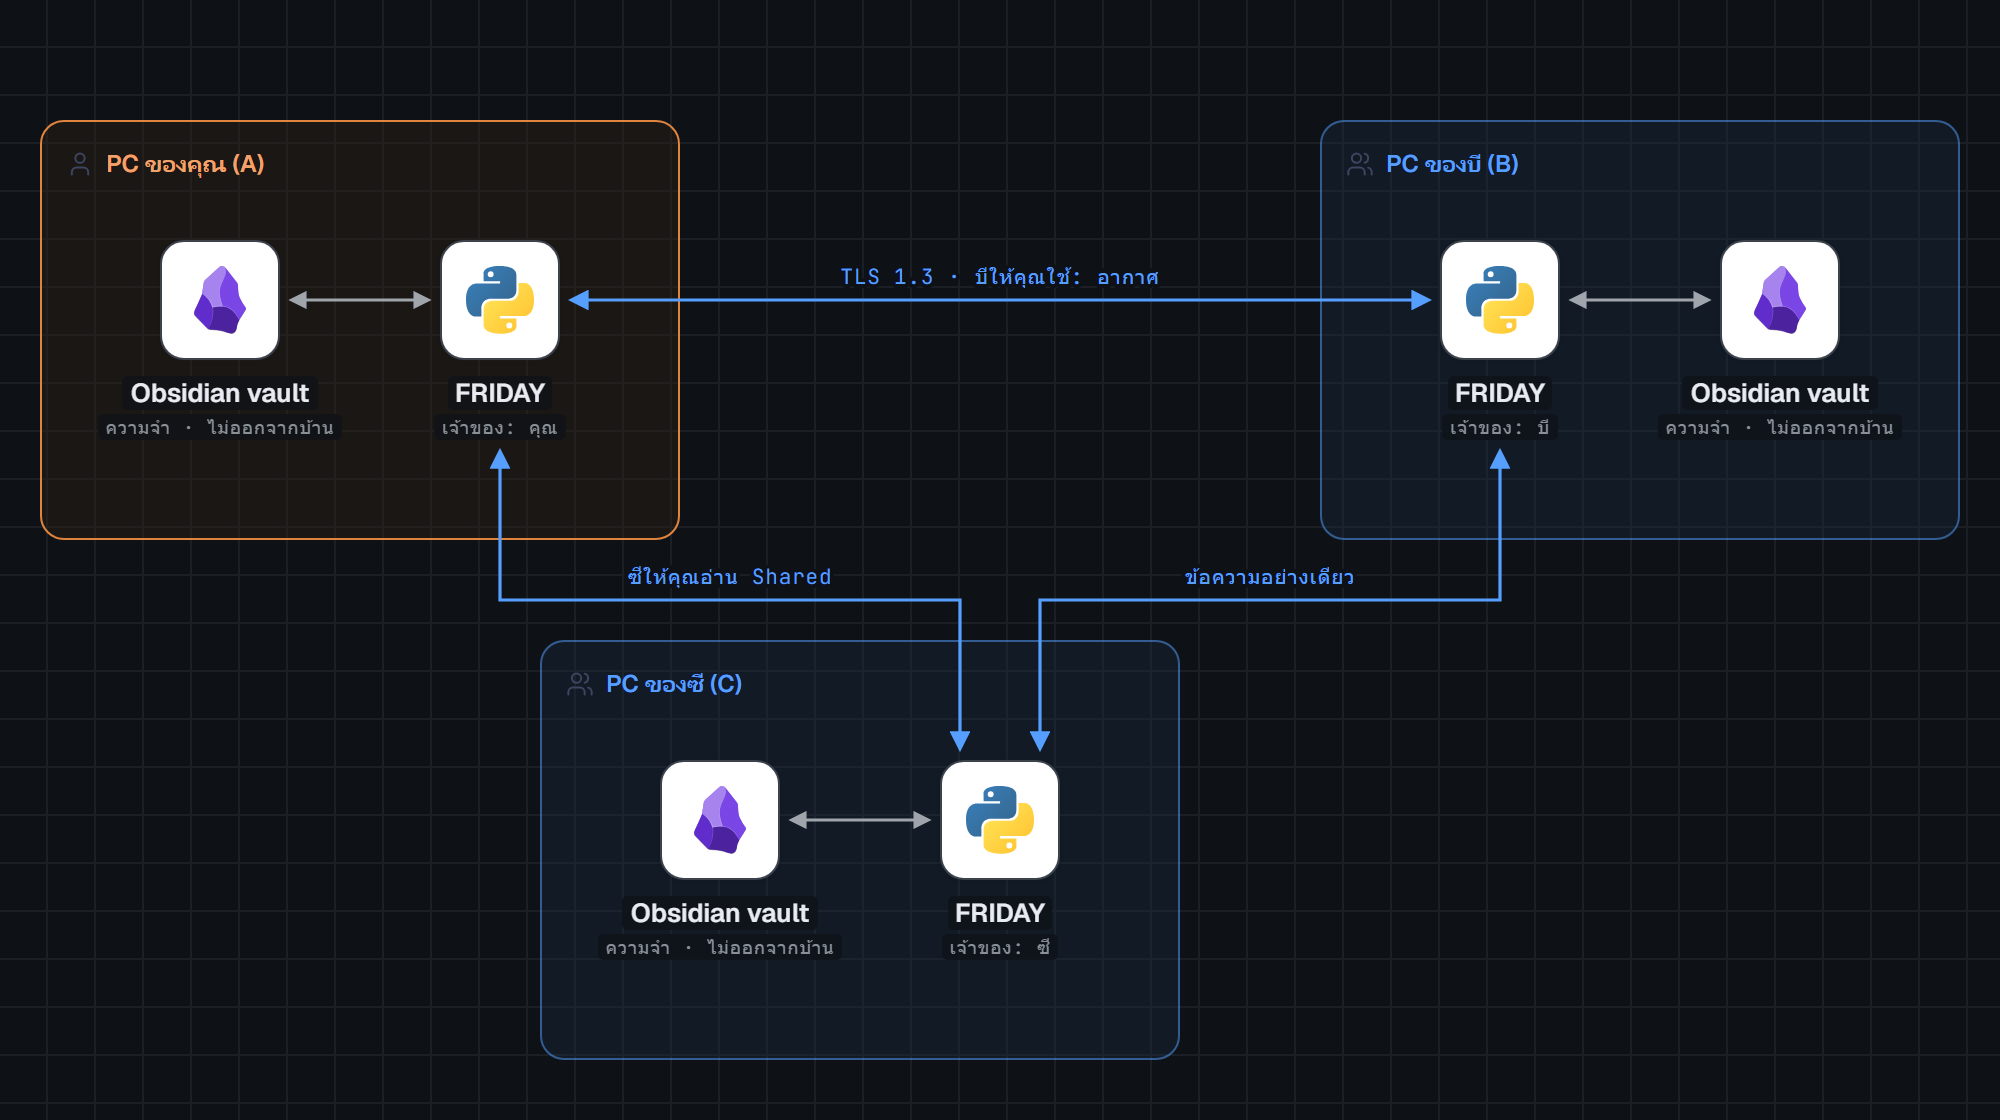 PC ของคุณ (A)
PC ของบี (B)
TLS 1.3 · บีให้คุณใช้: อากาศ
Obsidian vault
ความจำ · ไม่ออกจากบ้าน
FRIDAY
เจ้าของ: คุณ
FRIDAY
เจ้าของ: บี
Obsidian vault
ความจำ · ไม่ออกจากบ้าน
ซีให้คุณอ่าน Shared
ข้อความอย่างเดียว
PC ของซี (C)
Obsidian vault
ความจำ · ไม่ออกจากบ้าน
FRIDAY
เจ้าของ: ซี